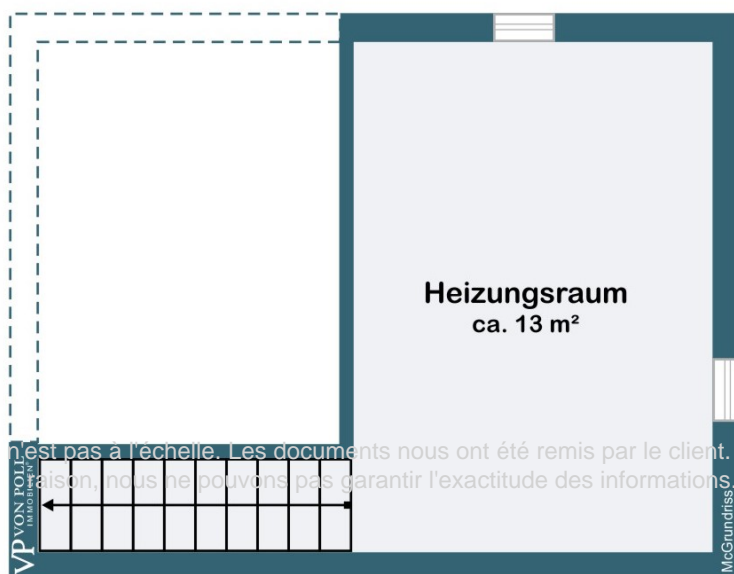 Heizungsraum
ca. 13 m²
n'est pas à l'échelle. Les documents nous ont été remis par le client.
raison, nous ne pouvons pas garantir l'exactitude des informations.
VP VON POLL
IMMOBILIEN
McGrundriss